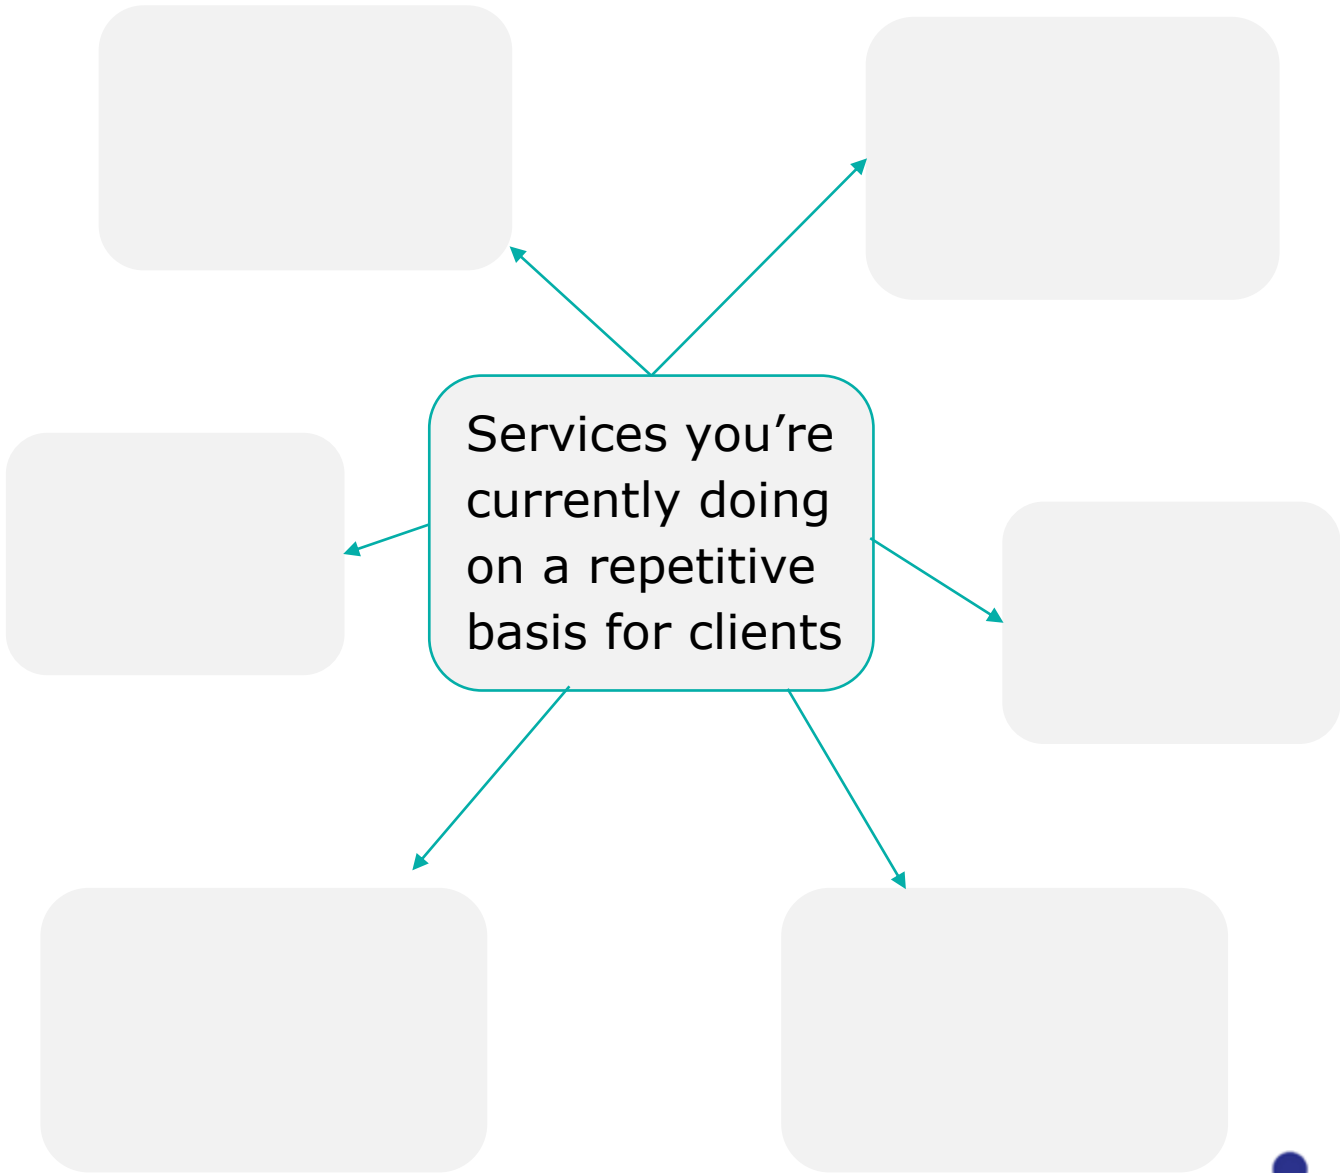 Services you’re
currently doing
on a repetitive
basis for clients